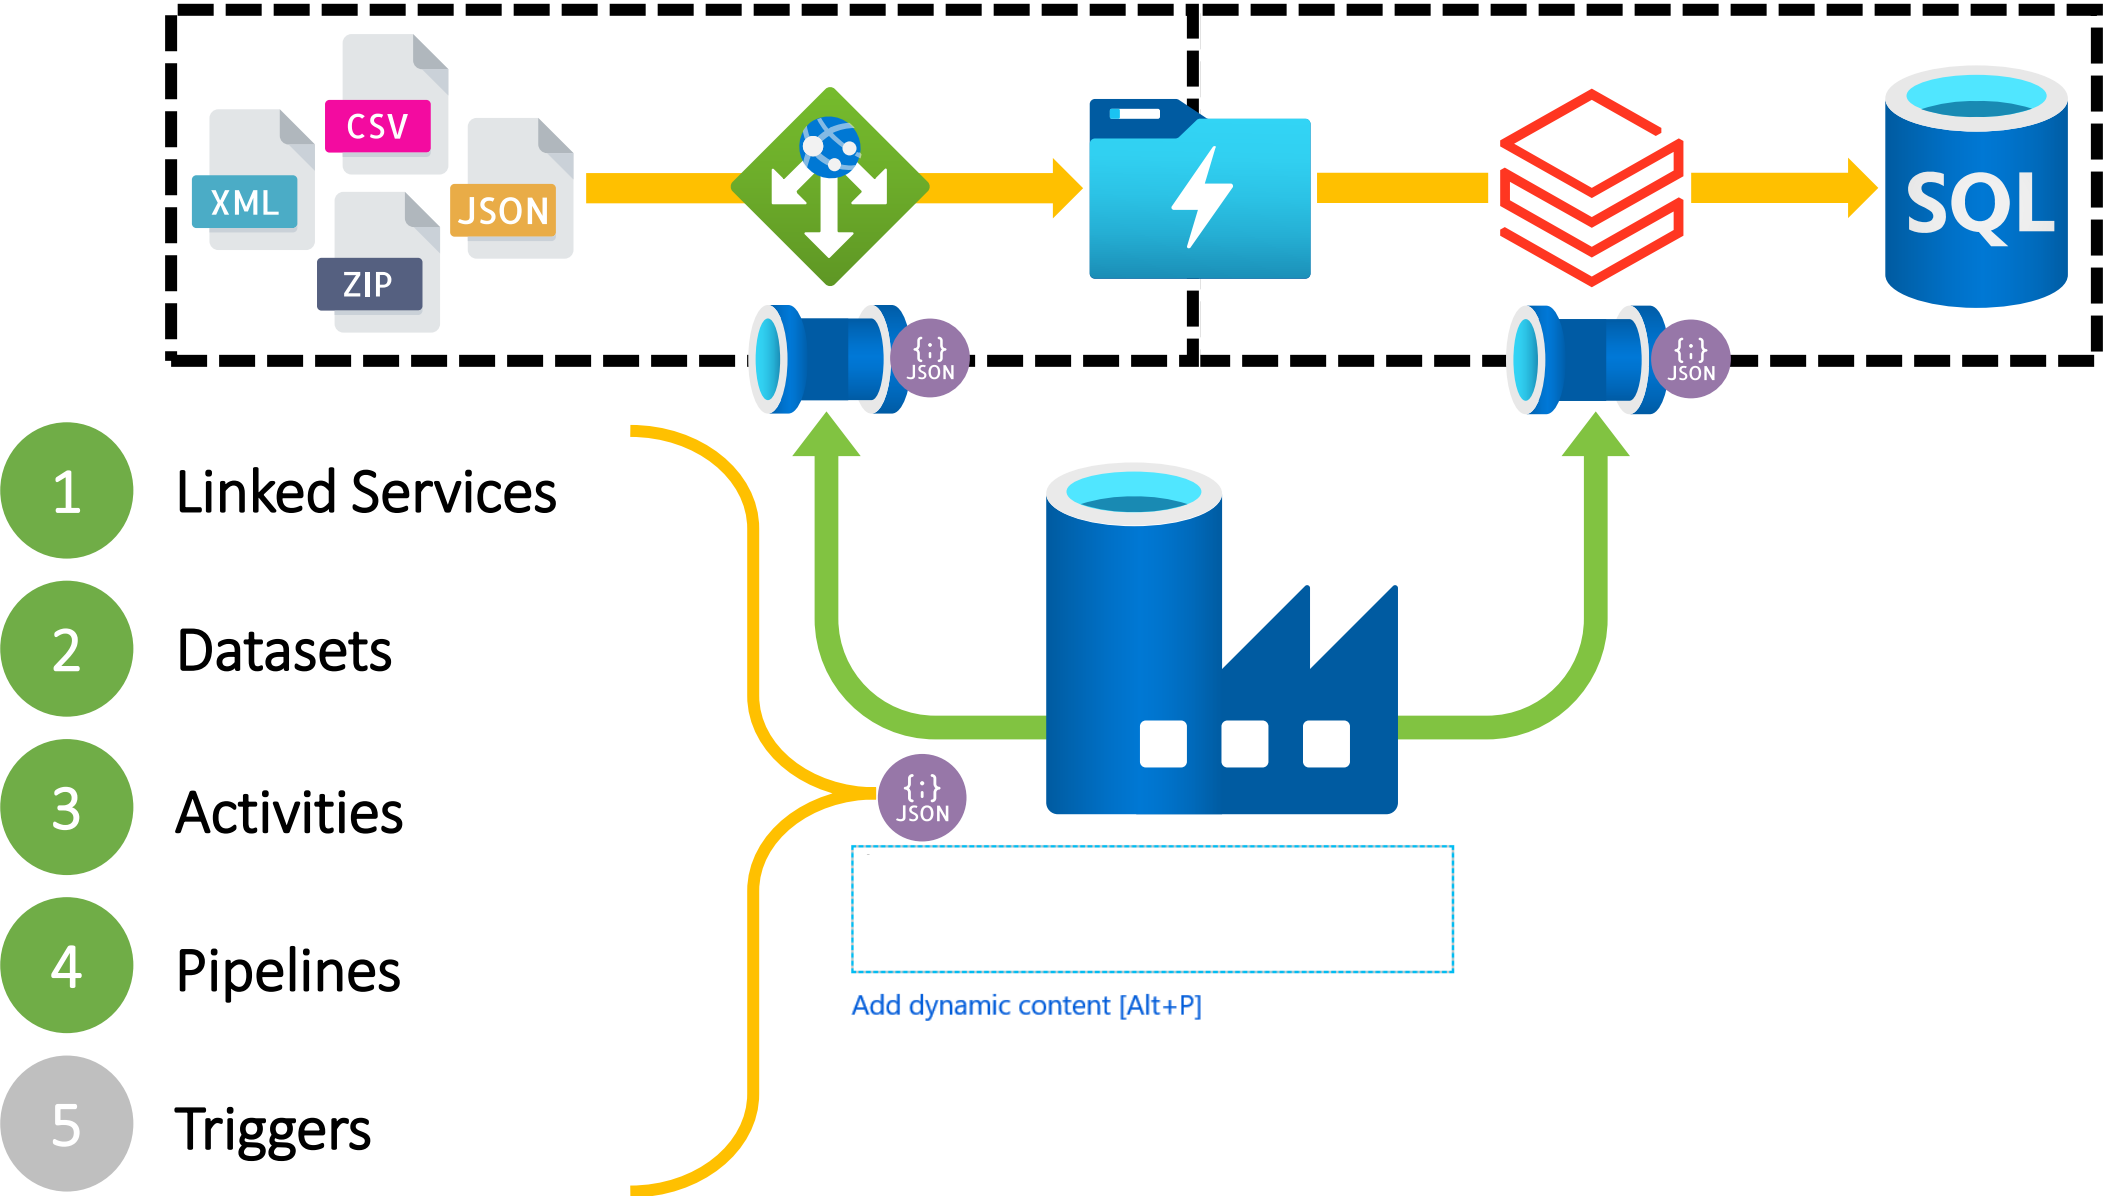 CSV
XML
JSON
ZIP
SQL
{;}
JSON
{;}
JSON
1 Linked Services
2 Datasets
3 Activities
{;}
JSON
4 Pipelines
Add dynamic content [Alt+P]
5 Triggers